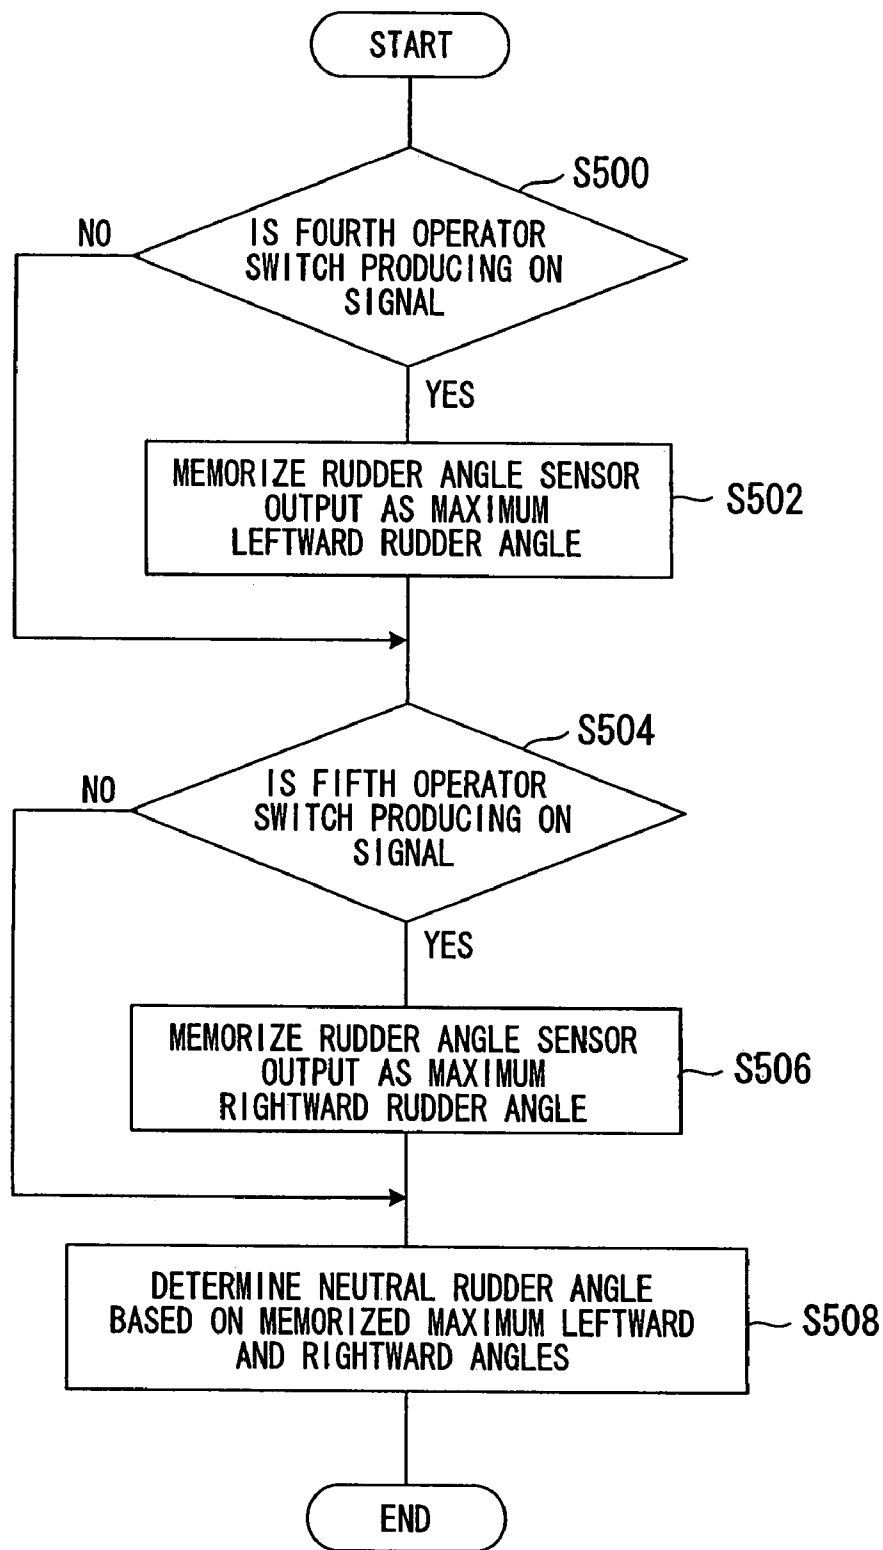 START
S500
NO
IS FOURTH OPERATOR
SWITCH PRODUCING ON
SIGNAL
YES
MEMORIZE RUDDER ANGLE SENSOR
OUTPUT AS MAXIMUM
LEFTWARD RUDDER ANGLE
S502
S504
NO
IS FIFTH OPERATOR
SWITCH PRODUCING ON
SIGNAL
YES
MEMORIZE RUDDER ANGLE SENSOR
OUTPUT AS MAXIMUM
RIGHTWARD RUDDER ANGLE
S506
DETERMINE NEUTRAL RUDDER ANGLE
BASED ON MEMORIZED MAXIMUM LEFTWARD
AND RIGHTWARD ANGLES
S508
END